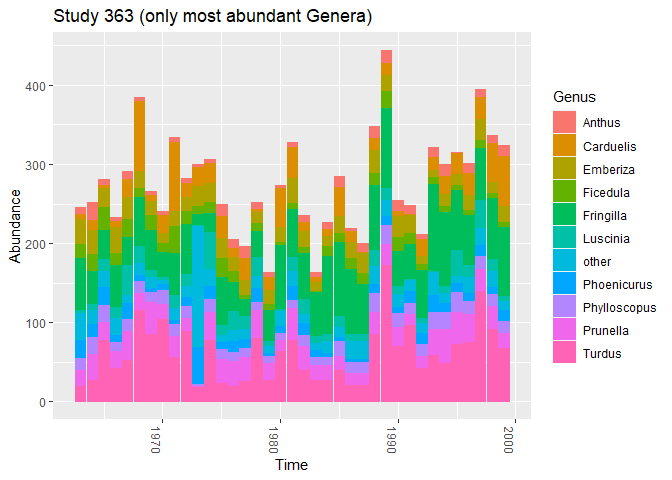 Study 363 (only most abundant Genera)
Abundance
400
300
200
100
0
1970
1980
1990
2000
Time
Genus
Anthus
Carduelis
Emberiza
Ficedula
Fringilla
Luscinia
other
Phoenicurus
Phylloscopus
Prunella
Turdus